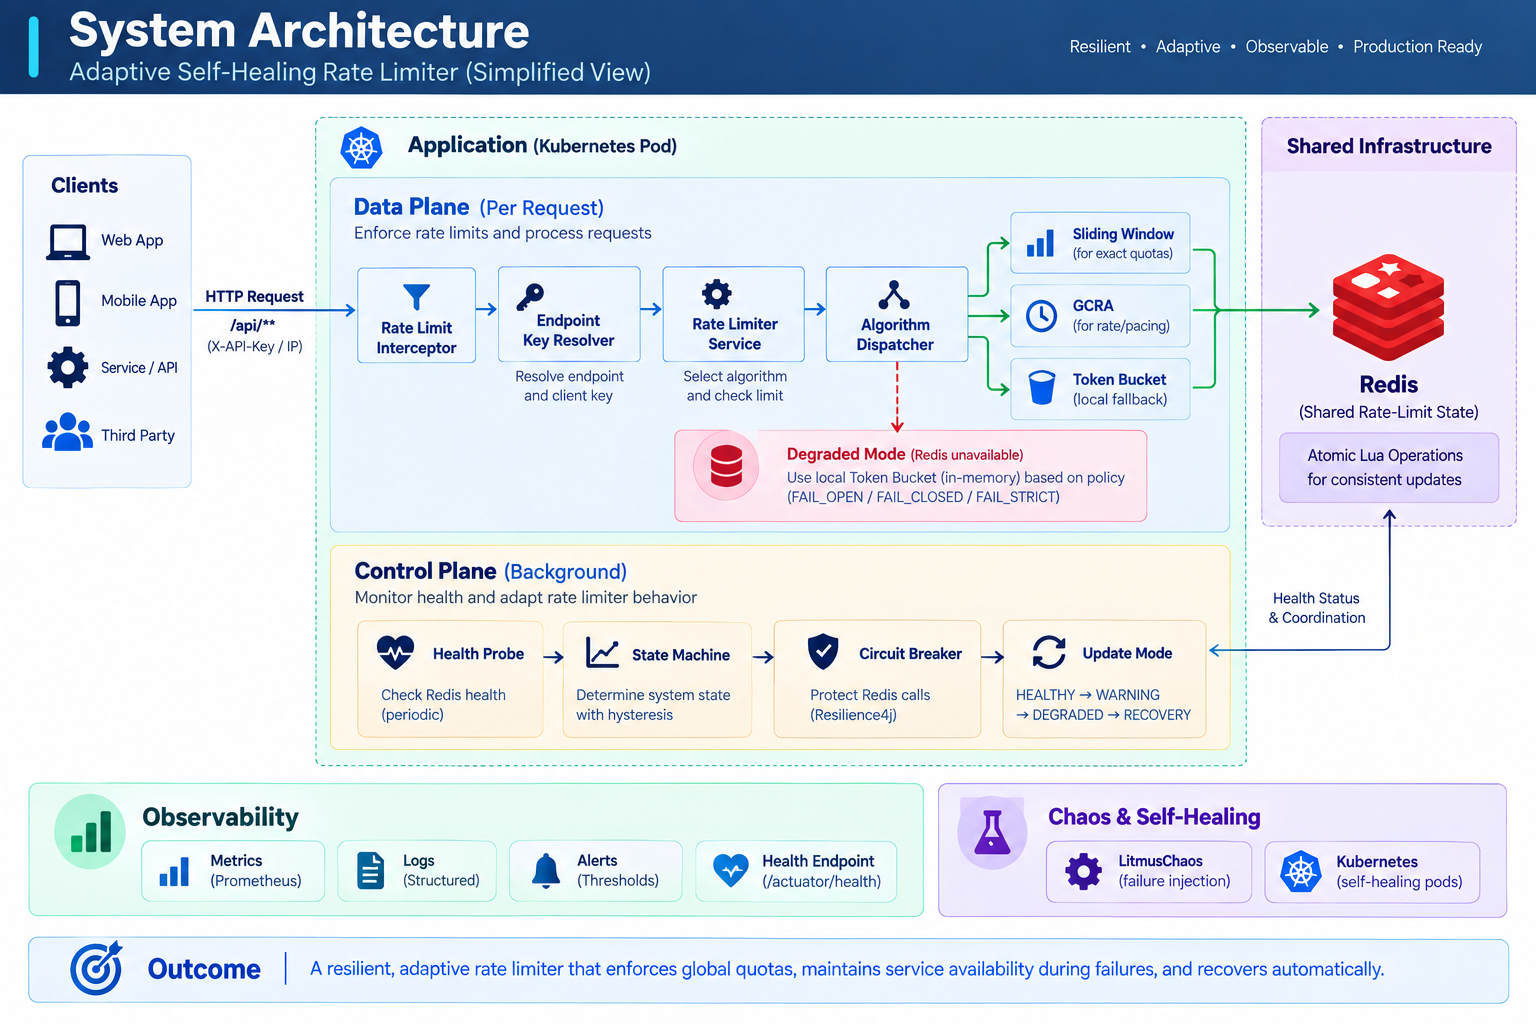 System Architecture
Adaptive Self-Healing Rate Limiter (Simplified View)
Resilient • Adaptive • Observable • Production Ready
Clients
Web App
Mobile App
Service / API
Third Party
HTTP Request
/api/**
(X-API-Key / IP)
Application (Kubernetes Pod)
Data Plane (Per Request)
Enforce rate limits and process requests
Rate Limit
Interceptor
Endpoint
Key Resolver
Resolve endpoint
and client key
Rate Limiter
Service
Select algorithm
and check limit
Algorithm
Dispatcher
Sliding Window
(for exact quotas)
GCRA
(for rate/pacing)
Token Bucket
(local fallback)
Degraded Mode (Redis unavailable)
Use local Token Bucket (in-memory) based on policy
(FAIL_OPEN / FAIL_CLOSED / FAIL_STRICT)
Shared Infrastructure
Redis
(Shared Rate-Limit State)
Atomic Lua Operations
for consistent updates
Health Status
& Coordination
Control Plane (Background)
Monitor health and adapt rate limiter behavior
Health Probe
Check Redis health
(periodic)
State Machine
Determine system state
with hysteresis
Circuit Breaker
Protect Redis calls
(Resilience4j)
Update Mode
HEALTHY → WARNING
→ DEGRADED → RECOVERY
Observability
Metrics
(Prometheus)
Logs
(Structured)
Alerts
(Thresholds)
Health Endpoint
(/actuator/health)
Chaos & Self-Healing
LitmusChaos
(failure injection)
Kubernetes
(self-healing pods)
Outcome
A resilient, adaptive rate limiter that enforces global quotas, maintains service availability during failures, and recovers automatically.